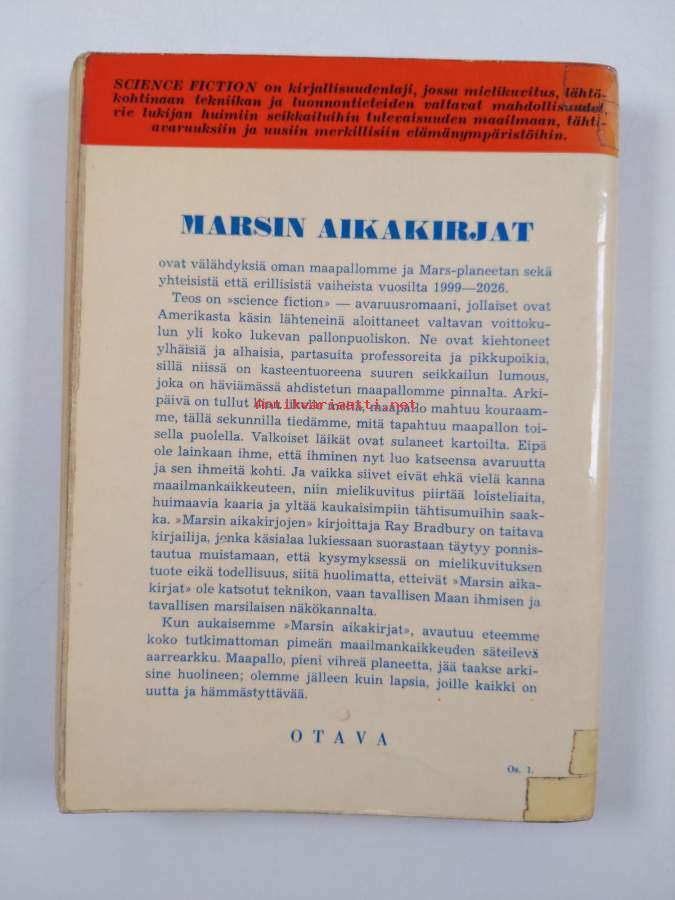 SCIENCE FICTION on kirjallisuudenlaji, jossa mielikuvitus, lähtö-
kohtinaan tekniikan ja luonnontieteiden valtavat mahdollisuudet,
vie lukijan huimiin seikkailuihin tulevaisuuden maailmaan, tähti-
avaruuksiin ja uusiin merkillisiin elämänympäristöihin.
MARSIN AIKAKIRJAT
ovat välähdyksiä oman maapallomme ja Mars-planeetan sekä
yhteisistä että erillisistä vaiheista vuosilta 1999—2026.
Teos on »science fiction» — avaruusromaani, jollaiset ovat
Amerikasta käsin lähteneinä aloittaneet valtavan voittoku-
lun yli koko lukevan pallonpuoliskon. Ne ovat kiehtoneet
ylhäisiä ja alhaisia, partasuita professoreita ja pikkupoikia,
sillä niissä on kasteentuoreena suuren seikkailun lumous,
joka on häviämässä ahdistetun maapallomme pinnalta. Arki-
päivä on tullut maapallo mahtuu kouraam-
Antikvariaatti.net
me, tällä sekunnilla tiedämme, mitä tapahtuu maapallon toi-
sella puolella. Valkoiset läikät ovat sulaneet kartoilta. Eipä
ole lainkaan ihme, että ihminen nyt luo katseensa avaruutta
ja sen ihmeitä kohti. Ja vaikka siivet eivät ehkä vielä kanna
maailmankaikkeuteen, niin mielikuvitus piirtää loisteliaita,
huimaavia kaaria ja yltää kaukaisimpiin tähtisumuihin saak-
ka. »Marsin aikakirjojen» kirjoittaja Ray Bradbury on taitava
kirjailija, jonka käsialaa lukiessaan suorastaan täytyy ponnis-
tautua muistamaan, että kysymyksessä on mielikuvituksen
tuote eikä todellisuus, siitä huolimatta, etteivät »Marsin aika-
kirjat» ole katsotut teknikon, vaan tavallisen Maan ihmisen ja
tavallisen marsilaisen näkökannalta.
Kun aukaisemme »Marsin aikakirjat», avautuu eteemme
koko tutkimattoman pimeän maailmankaikkeuden säteilevä
aarrearkku. Maapallo, pieni vihreä planeetta, jää taakse arki-
sine huolineen; olemme jälleen kuin lapsia, joille kaikki on
uutta ja hämmästyttävää.
OTAVA
Os. 1.